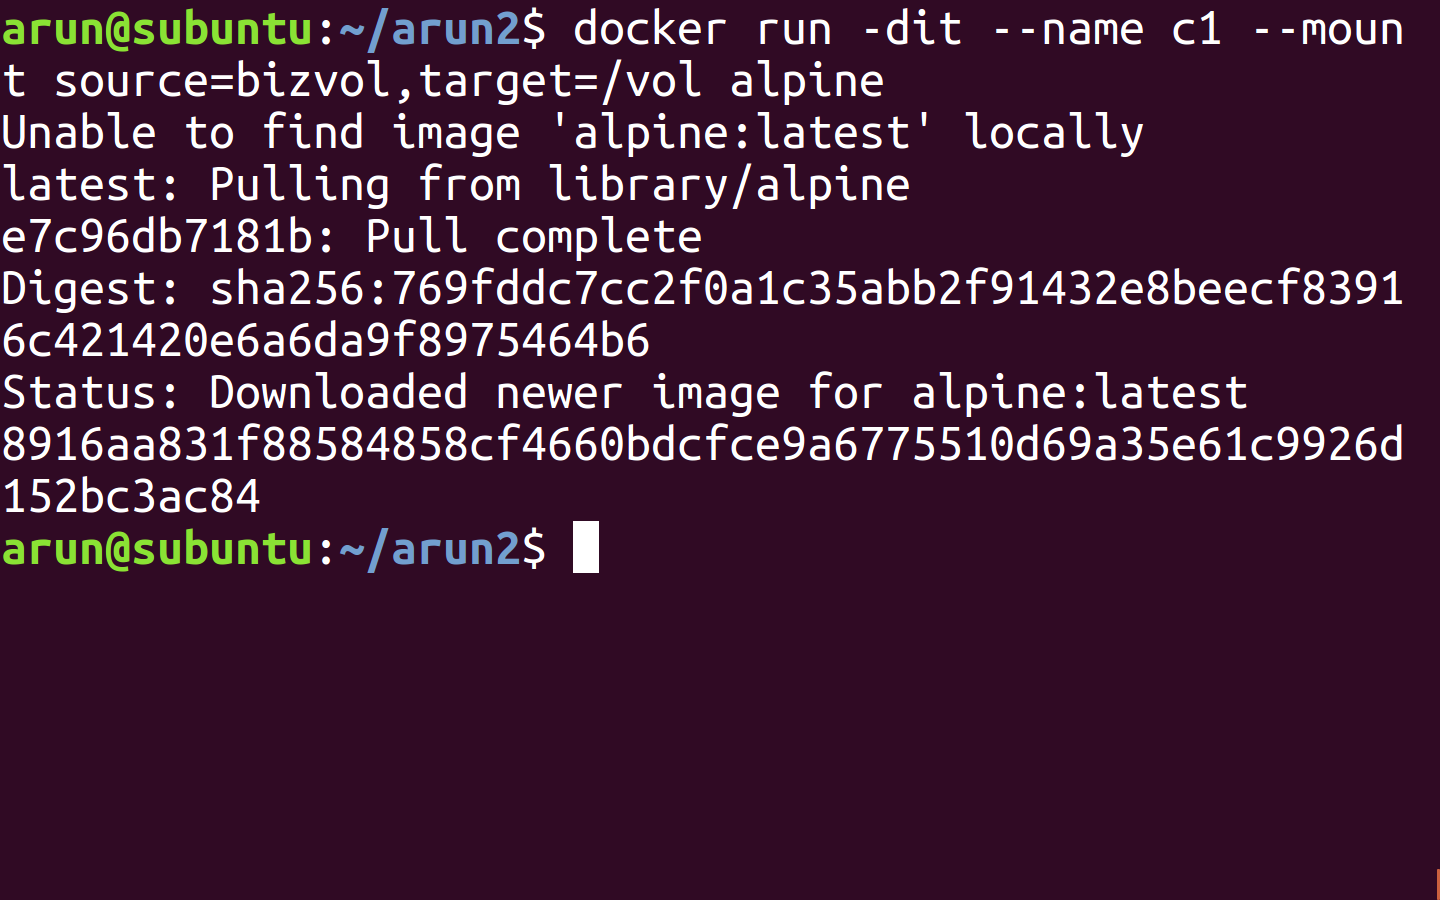 arun@subuntu:~/arun2$ docker run -dit --name c1 --moun
t source=bizvol,target=/vol alpine
Unable to find image 'alpine:latest' locally
latest: Pulling from library/alpine
e7c96db7181b: Pull complete
Digest: sha256:769fddc7cc2f0a1c35abb2f91432e8beecf8391
6c421420e6a6da9f8975464b6
Status: Downloaded newer image for alpine:latest
8916aa831f88584858cf4660bdcfce9a6775510d69a35e61c9926d
152bc3ac84
arun@subuntu:~/arun2$